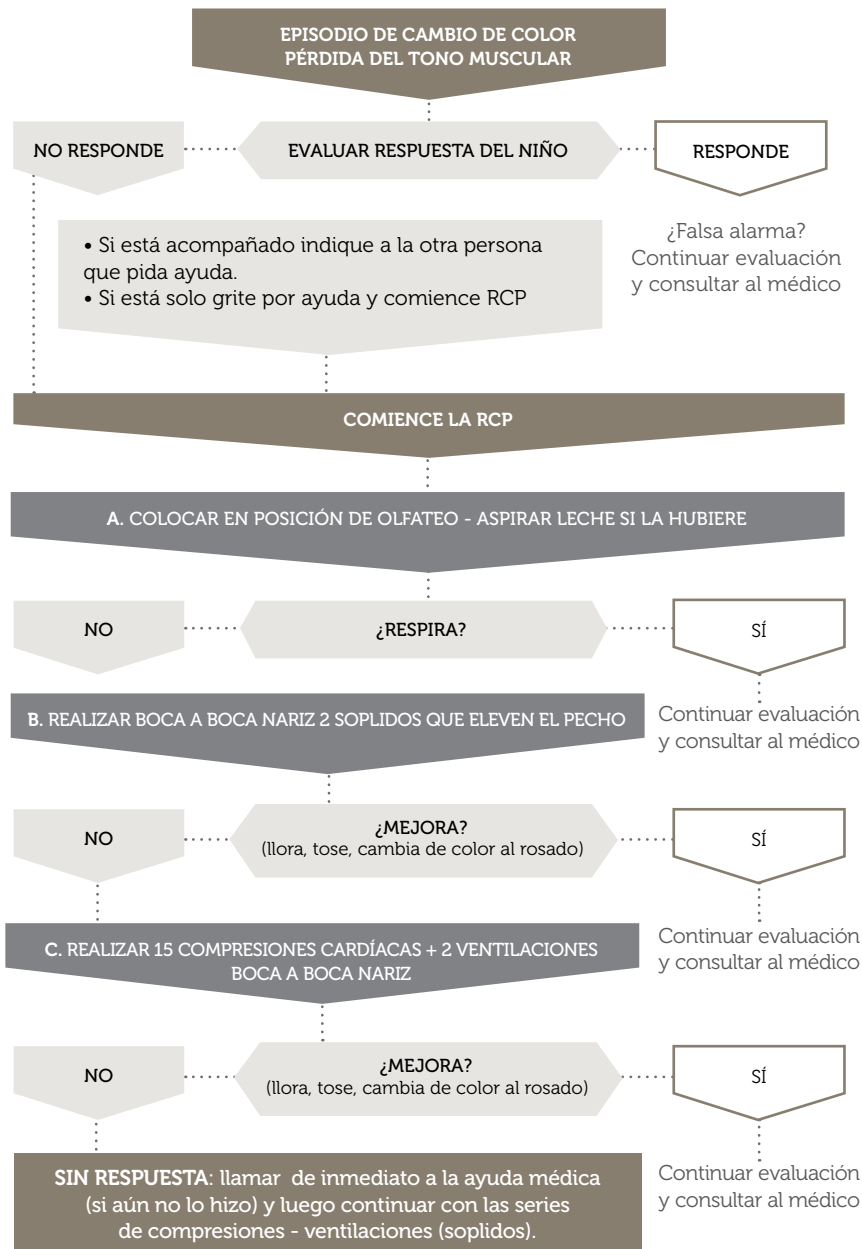 EPISODIO DE CAMBIO DE COLOR
PÉRDIDA DEL TONO MUSCULAR
NO RESPONDE
EVALUAR RESPUESTA DEL NIÑO
RESPONDE
• Si está acompañado indique a la otra persona
que pida ayuda.
• Si está solo grite por ayuda y comience RCP
¿Falsa alarma?
Continuar evaluación
y consultar al médico
COMIENCE LA RCP
A. COLOCAR EN POSICIÓN DE OLFATEO - ASPIRAR LECHE SI LA HUBIERE
NO
¿RESPIRA?
SÍ
B. REALIZAR BOCA A BOCA NARIZ 2 SOPLIDOS QUE ELEVEN EL PECHO
Continuar evaluación
y consultar al médico
NO
¿MEJORA?
(llora, tose, cambia de color al rosado)
SÍ
C. REALIZAR 15 COMPRESIONES CARDÍACAS + 2 VENTILACIONES
BOCA A BOCA NARIZ
Continuar evaluación
y consultar al médico
NO
¿MEJORA?
(llora, tose, cambia de color al rosado)
SÍ
SIN RESPUESTA: llamar de inmediato a la ayuda médica
(si aún no lo hizo) y luego continuar con las series
de compresiones - ventilaciones (soplidos).
Continuar evaluación
y consultar al médico